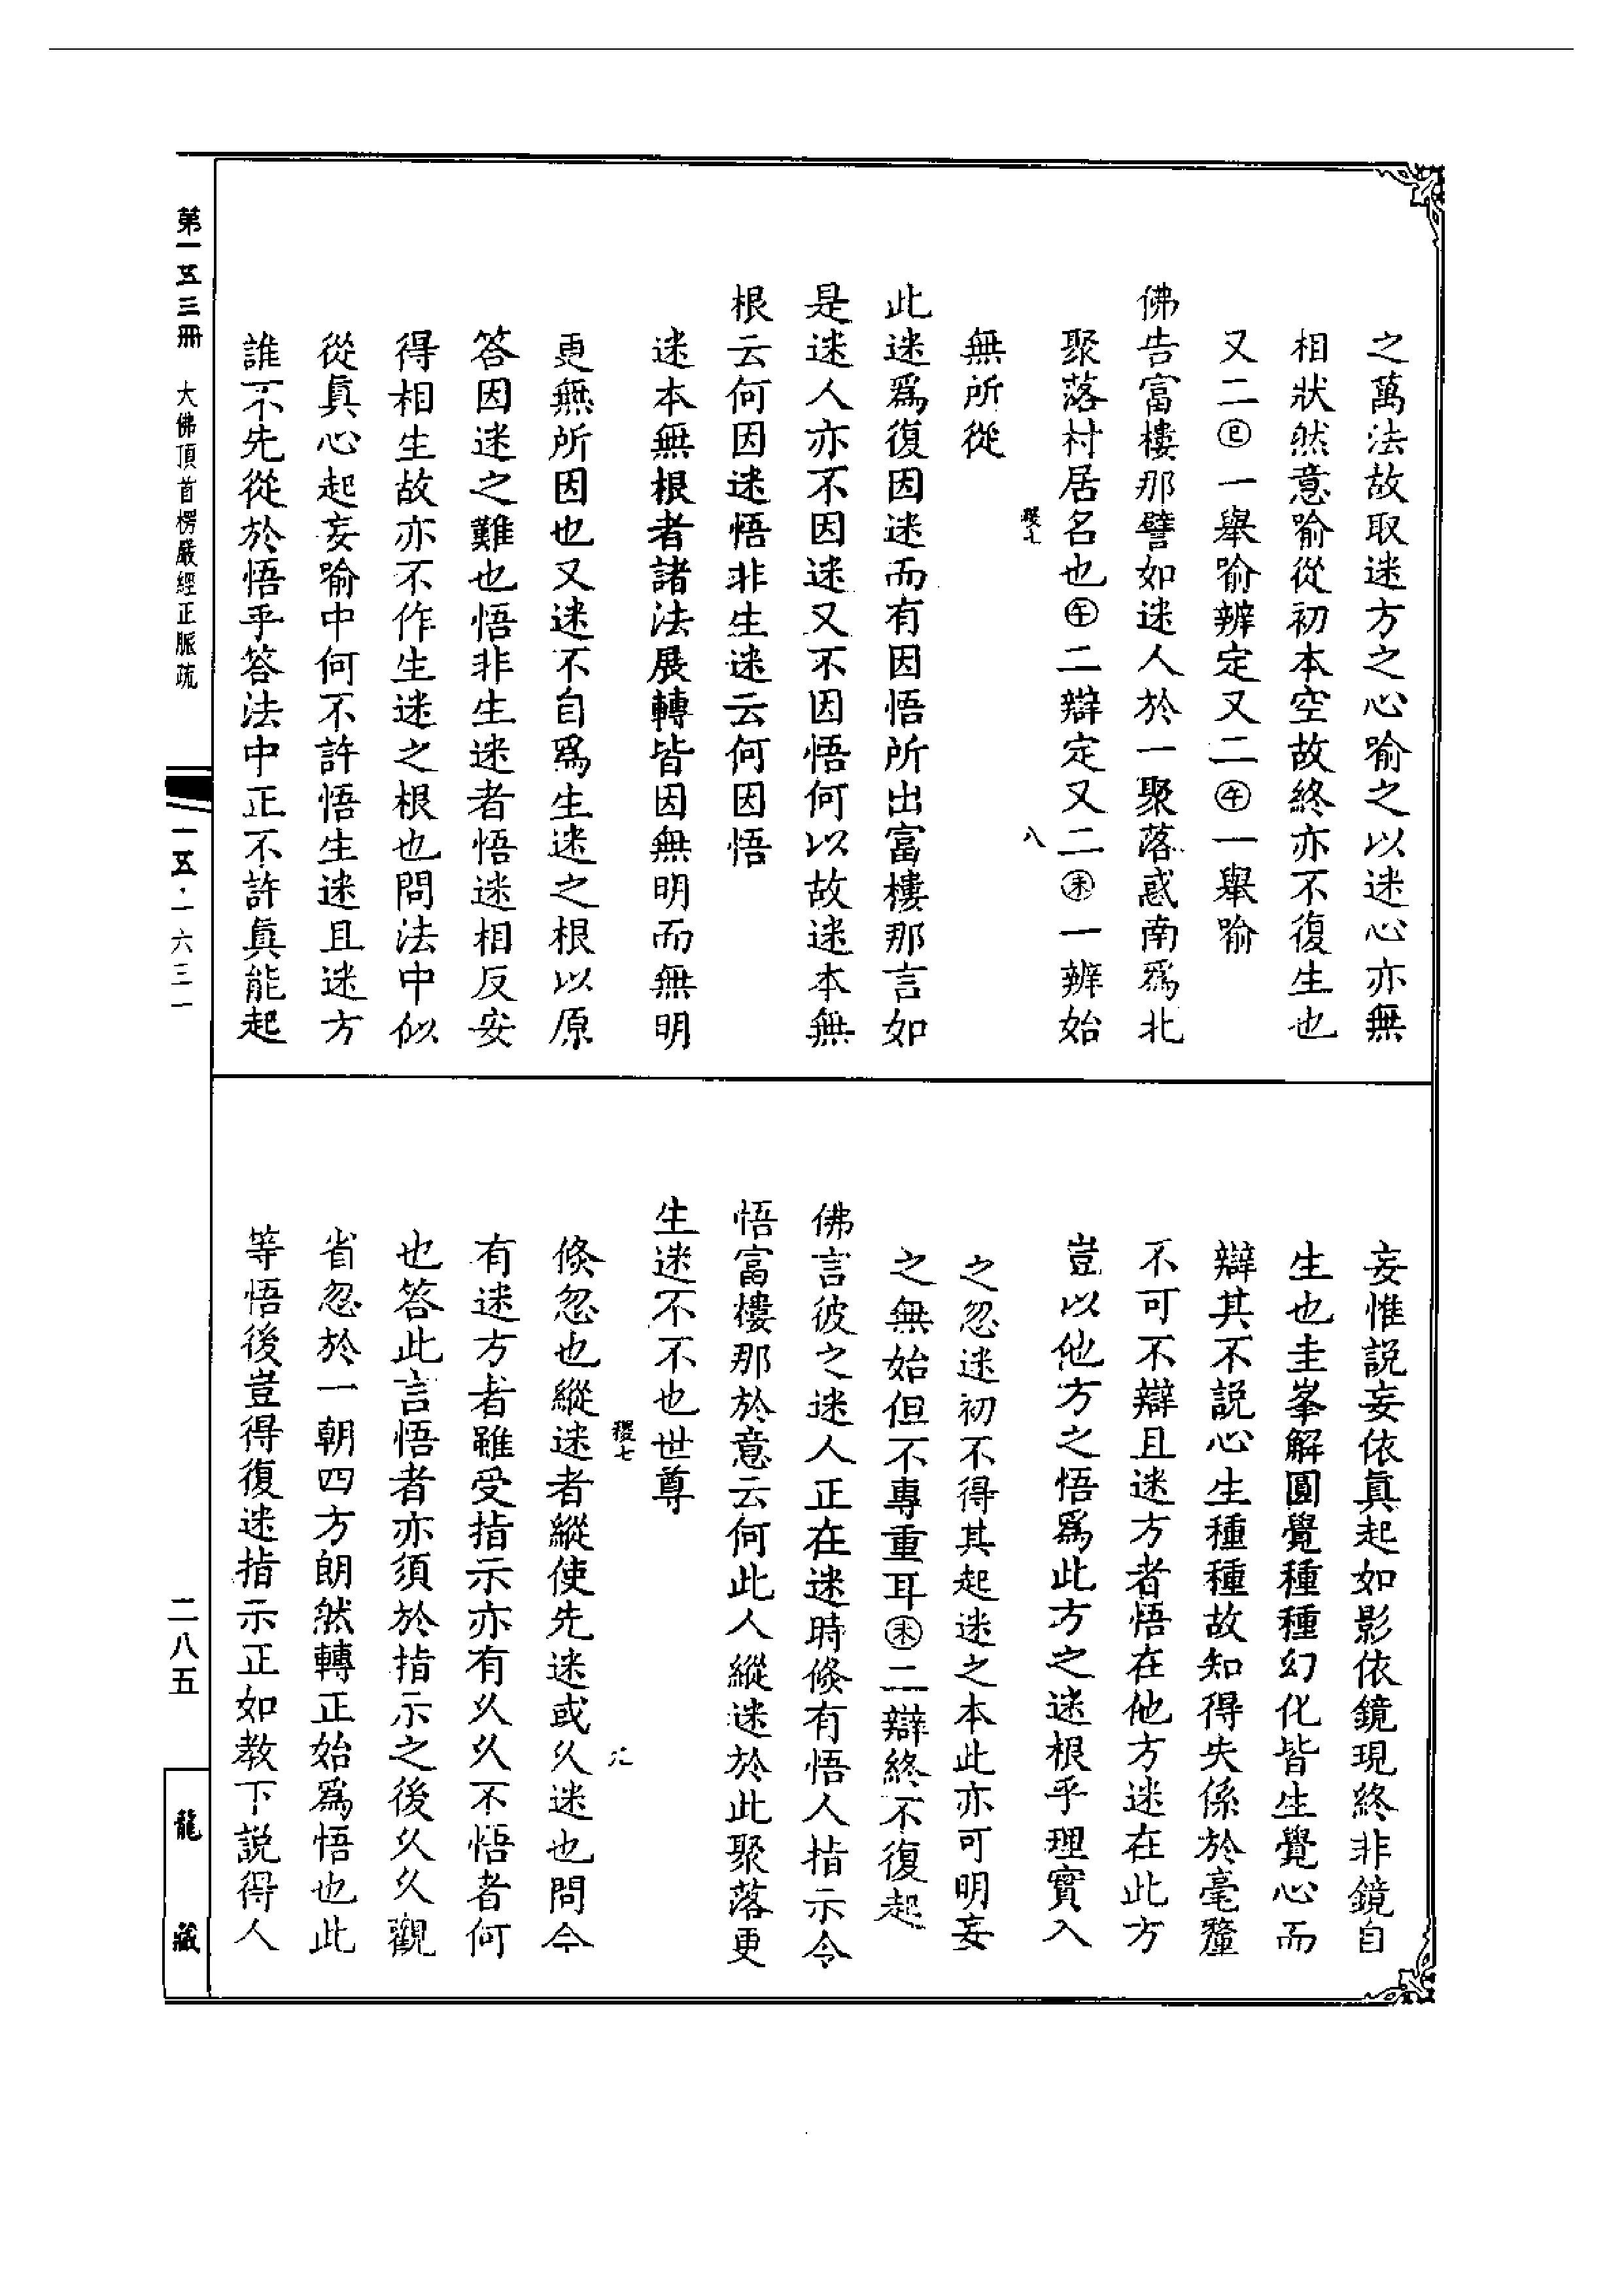 之萬法故取迷方之心喻之以迷心亦無
相狀然意喻從初本空故終亦不復生也
又二㊁一舉喻辨定又二㊍一舉喻
佛告富樓那譬如迷人於一聚落惑南爲北
聚落村居名也㊍二辯定又二㊍一辨始
無所從
稷七
八
此迷爲復因迷而有因悟所出富樓那言如
是迷人亦不因迷又不因悟何以故迷本無
根云何因迷悟非生迷云何因悟
迷本無根者諸法展轉皆因無明而無明
更無所因也又迷不自爲生迷之根以原
答因迷之難也悟非生迷者悟迷相反安
得相生故亦不作生迷之根也問法中似
從眞心起妄喻中何不許悟生迷且迷方
誰不先從於悟乎答法中正不許眞能起
妄惟説妄依眞起如影依鏡現終非鏡自
生也圭峯解圓覺種種幻化皆生覺心而
辯其不説心生種種故知得失係於毫釐
不可不辯且迷方者悟在他方迷在此方
豈以他方之悟爲此方之迷根乎理實入
之忽迷初不得其起迷之本此亦可明妄
之無始但不專重耳㊍二辯終不復起
佛言彼之迷人正在迷時倏有悟人指示令
悟富樓那於意云何此人縱迷於此聚落更
生迷不不也世尊
稷七
九
倏忽也縱迷者縱使先迷或久迷也問今
有迷方者雖受指示亦有久久不悟者何
也答此言悟者亦須於指示之後久久觀
省忽於一朝四方朗然轉正始爲悟也此
等悟後豈得復迷指示正如教下説得人
第一五三冊 大佛頂首楞嚴經正脈疏
一五·一六三一
二八五
龍藏